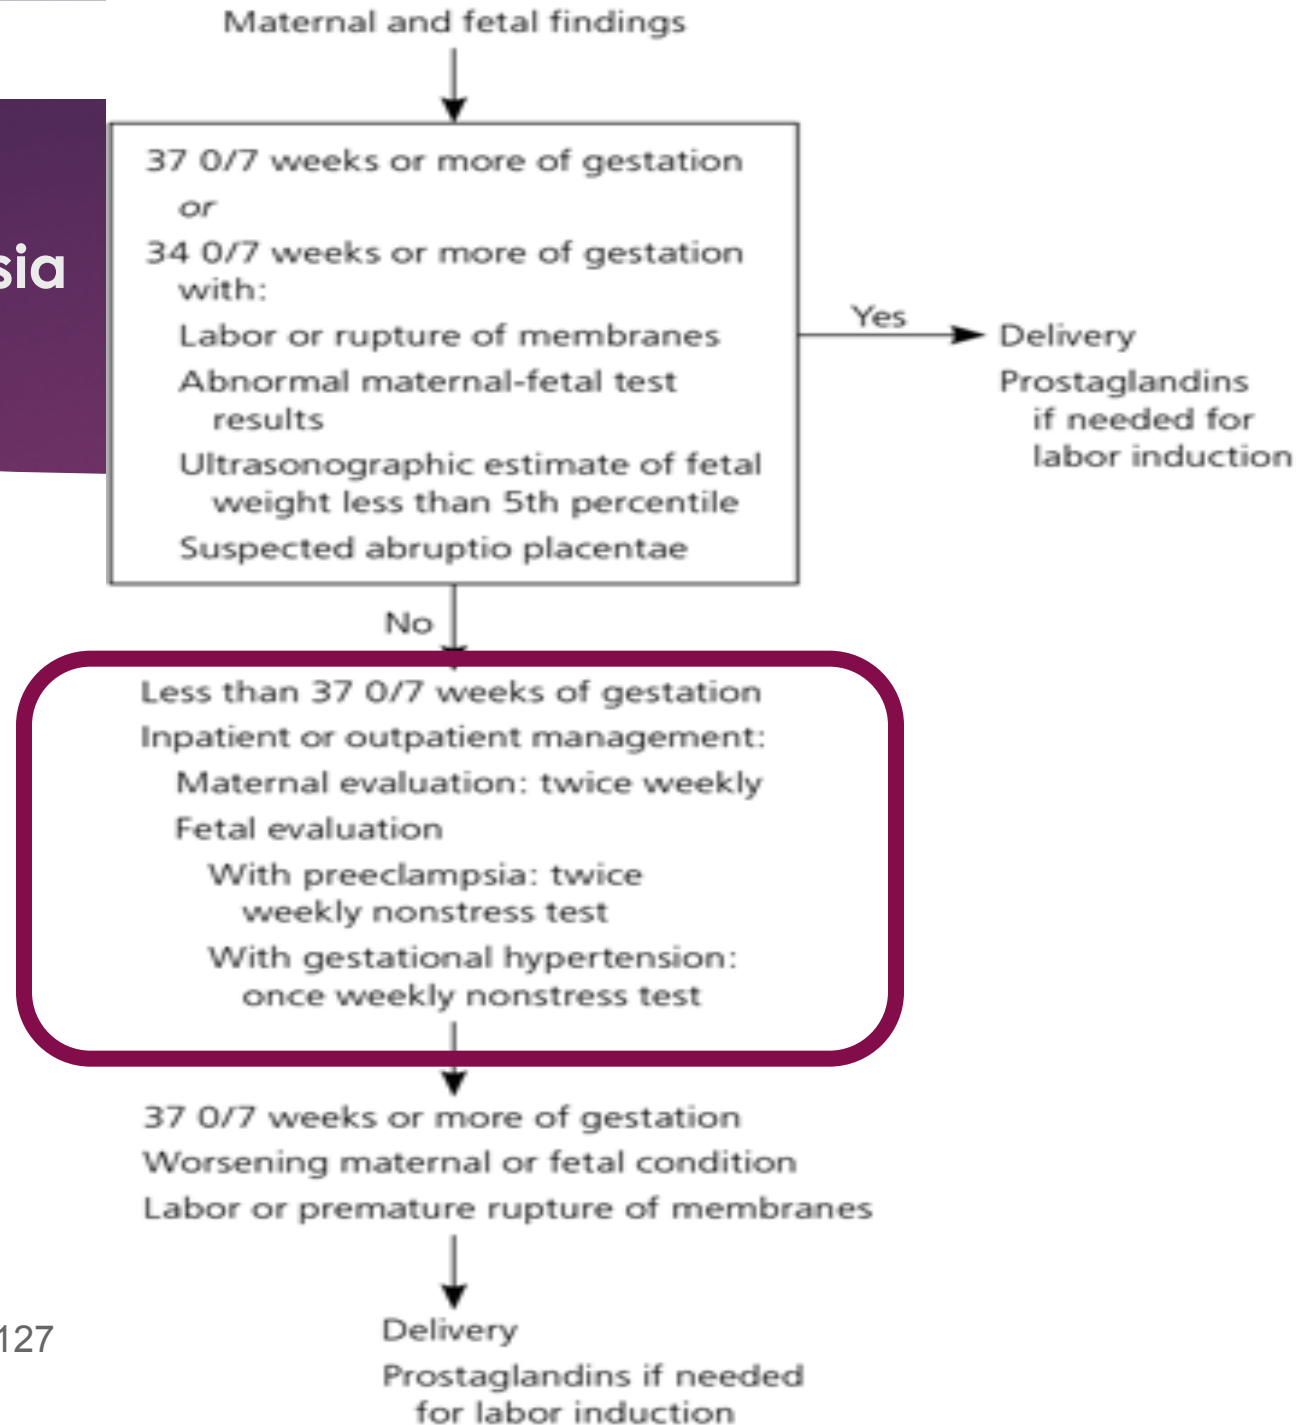 Maternal and fetal findings
sia
37 0/7 weeks or more of gestation
or
34 0/7 weeks or more of gestation
with:
Labor or rupture of membranes
Abnormal maternal-fetal test
results
Ultrasonographic estimate of fetal
weight less than 5th percentile
Suspected abruptio placentae
Yes
Delivery
Prostaglandins
if needed for
labor induction
No
Less than 37 0/7 weeks of gestation
Inpatient or outpatient management:
Maternal evaluation: twice weekly
Fetal evaluation
With preeclampsia: twice
weekly nonstress test
With gestational hypertension:
once weekly nonstress test
37 0/7 weeks or more of gestation
Worsening maternal or fetal condition
Labor or premature rupture of membranes
Delivery
Prostaglandins if needed
for labor induction
127